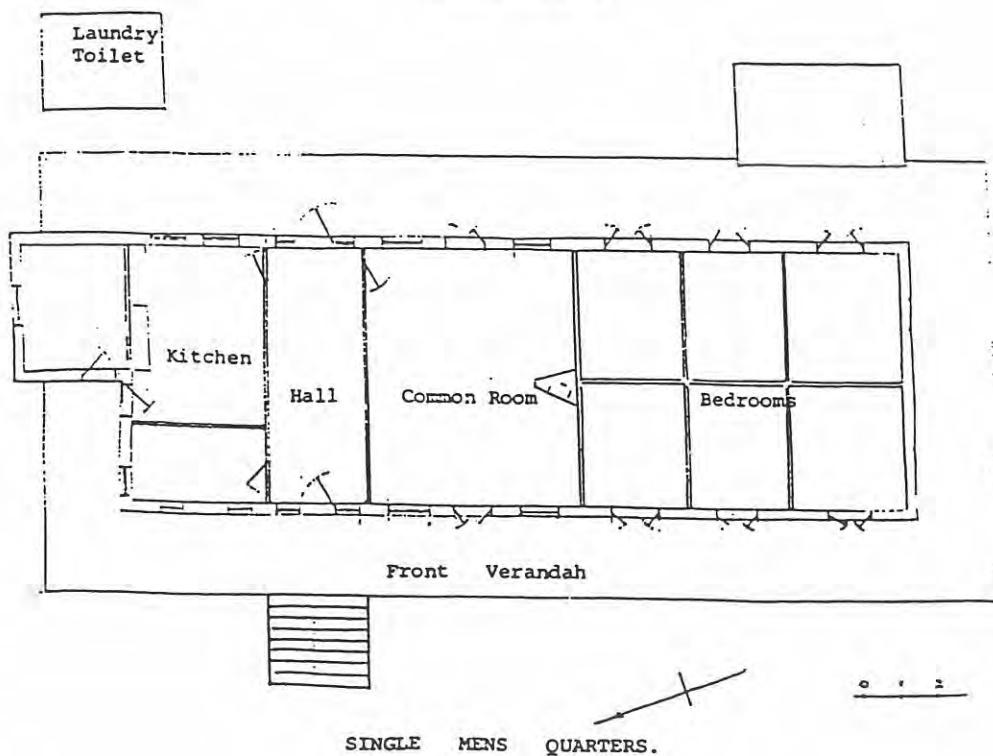 Laundry
Toilet
Kitchen
Hall
Common Room
Bedrooms
Front Verandah
SINGLE MENS QUARTERS.